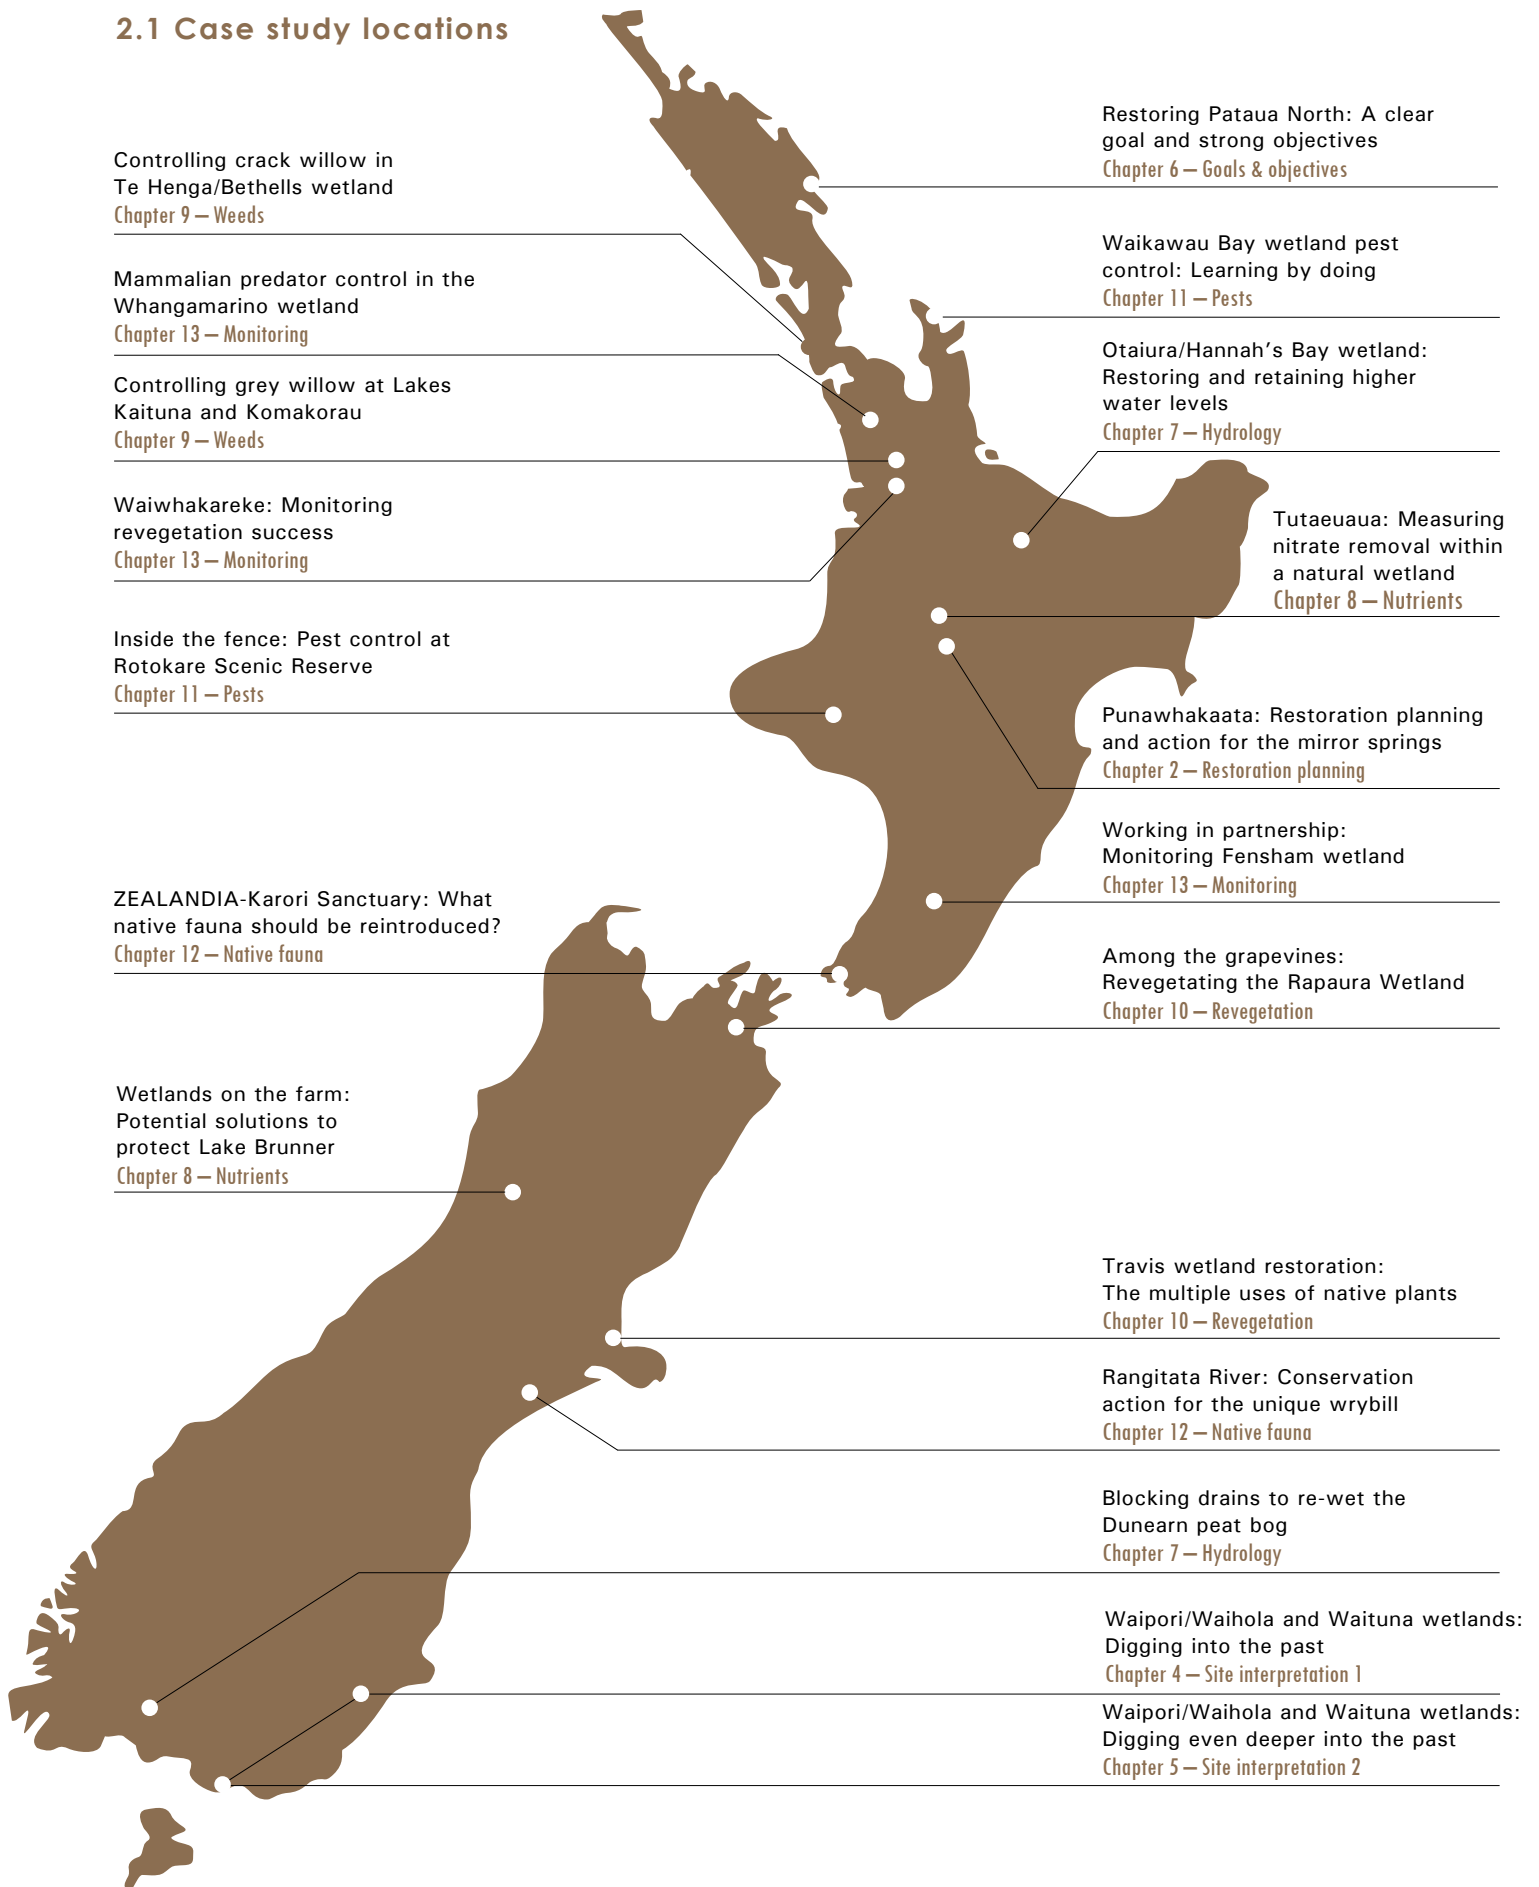 2.1 Case study locations
Controlling crack willow in
Te Henga/Bethells wetland
Chapter 9 – Weeds
Mammalian predator control in the
Whangamarino wetland
Chapter 13 – Monitoring
Controlling grey willow at Lakes
Kaituna and Komakorau
Chapter 9 – Weeds
Waiwhakareke: Monitoring
revegetation success
Chapter 13 – Monitoring
Inside the fence: Pest control at
Rotokare Scenic Reserve
Chapter 11 – Pests
ZEALANDIA-Karori Sanctuary: What
native fauna should be reintroduced?
Chapter 12 – Native fauna
Wetlands on the farm:
Potential solutions to
protect Lake Brunner
Chapter 8 – Nutrients
Restoring Pataua North: A clear
goal and strong objectives
Chapter 6 – Goals & objectives
Waikawau Bay wetland pest
control: Learning by doing
Chapter 11 – Pests
Otaiura/Hannah's Bay wetland:
Restoring and retaining higher
water levels
Chapter 7 – Hydrology
Tutaeuaua: Measuring
nitrate removal within
a natural wetland
Chapter 8 – Nutrients
Punawhakaata: Restoration planning
and action for the mirror springs
Chapter 2 – Restoration planning
Working in partnership:
Monitoring Fensham wetland
Chapter 13 – Monitoring
Among the grapevines:
Revegetating the Rapaura Wetland
Chapter 10 – Revegetation
Travis wetland restoration:
The multiple uses of native plants
Chapter 10 – Revegetation
Rangitata River: Conservation
action for the unique wrybill
Chapter 12 – Native fauna
Blocking drains to re-wet the
Dunearn peat bog
Chapter 7 – Hydrology
Waipori/Waihola and Waituna wetlands:
Digging into the past
Chapter 4 – Site interpretation 1
Waipori/Waihola and Waituna wetlands:
Digging even deeper into the past
Chapter 5 – Site interpretation 2